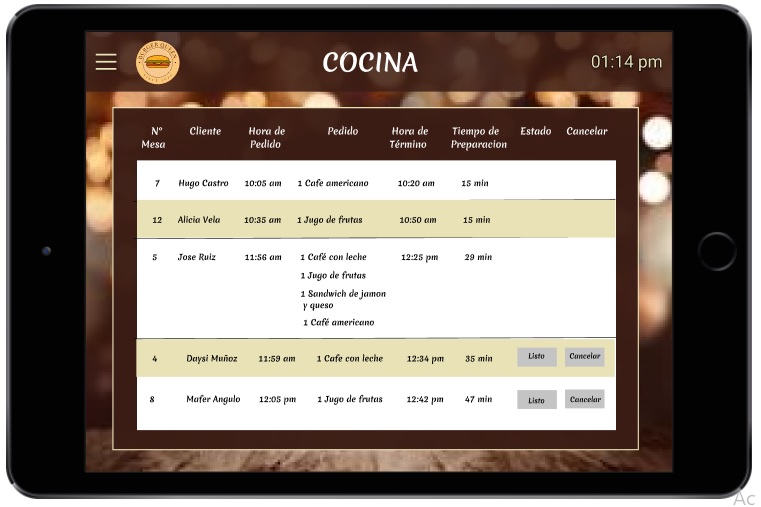 BURGER QUEEN
COCINA
01:14 pm
N° Mesa Cliente Hora de Pedido Pedido Hora de Término Tiempo de Preparacion Estado Cancelar
7 Hugo Castro 10:05 am 1 Cafe americano 10:20 am 15 min
12 Alicia Vela 10:35 am 1 Jugo de frutas 10:50 am 15 min
5 Jose Ruiz 11:56 am 1 Café con leche 12:25 pm 29 min
1 Jugo de frutas
1 Sandwich de jamon
y queso
1 Café americano
4 Daysi Muñoz 11:59 am 1 Cafe con leche 12:34 pm 35 min Listo Cancelar
8 Mafer Angulo 12:05 pm 1 Jugo de frutas 12:42 pm 47 min Listo Cancelar
Ac